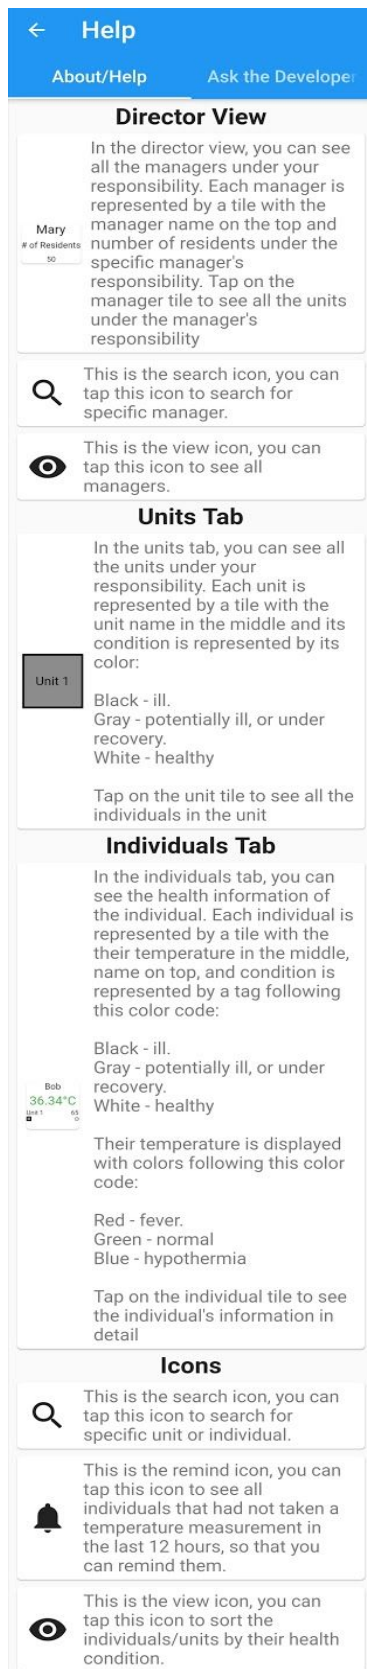 Help
About/Help
Ask the Developer
Director View
Mary
# of Residents
50
In the director view, you can see
all the managers under your
responsibility. Each manager is
represented by a tile with the
manager name on the top and
number of residents under the
specific manager's
responsibility. Tap on the
manager tile to see all the units
under the manager's
responsibility
This is the search icon, you can
tap this icon to search for
specific manager.
This is the view icon, you can
tap this icon to see all
managers.
Units Tab
Unit 1
In the units tab, you can see all
the units under your
responsibility. Each unit is
represented by a tile with the
unit name in the middle and its
condition is represented by its
color:
Black - ill.
Gray - potentially ill, or under
recovery.
White - healthy
Tap on the unit tile to see all the
individuals in the unit
Individuals Tab
Bob
36.34°C
Unit 1
65
In the individuals tab, you can
see the health information of
the individual. Each individual is
represented by a tile with the
their temperature in the middle,
name on top, and condition is
represented by a tag following
this color code:
Black - ill.
Gray - potentially ill, or under
recovery.
White - healthy
Their temperature is displayed
with colors following this color
code:
Red - fever.
Green - normal
Blue - hypothermia
Tap on the individual tile to see
the individual's information in
detail
Icons
This is the search icon, you can
tap this icon to search for
specific unit or individual.
This is the remind icon, you can
tap this icon to see all
individuals that had not taken a
temperature measurement in
the last 12 hours, so that you
can remind them.
This is the view icon, you can
tap this icon to sort the
individuals/units by their health
condition.